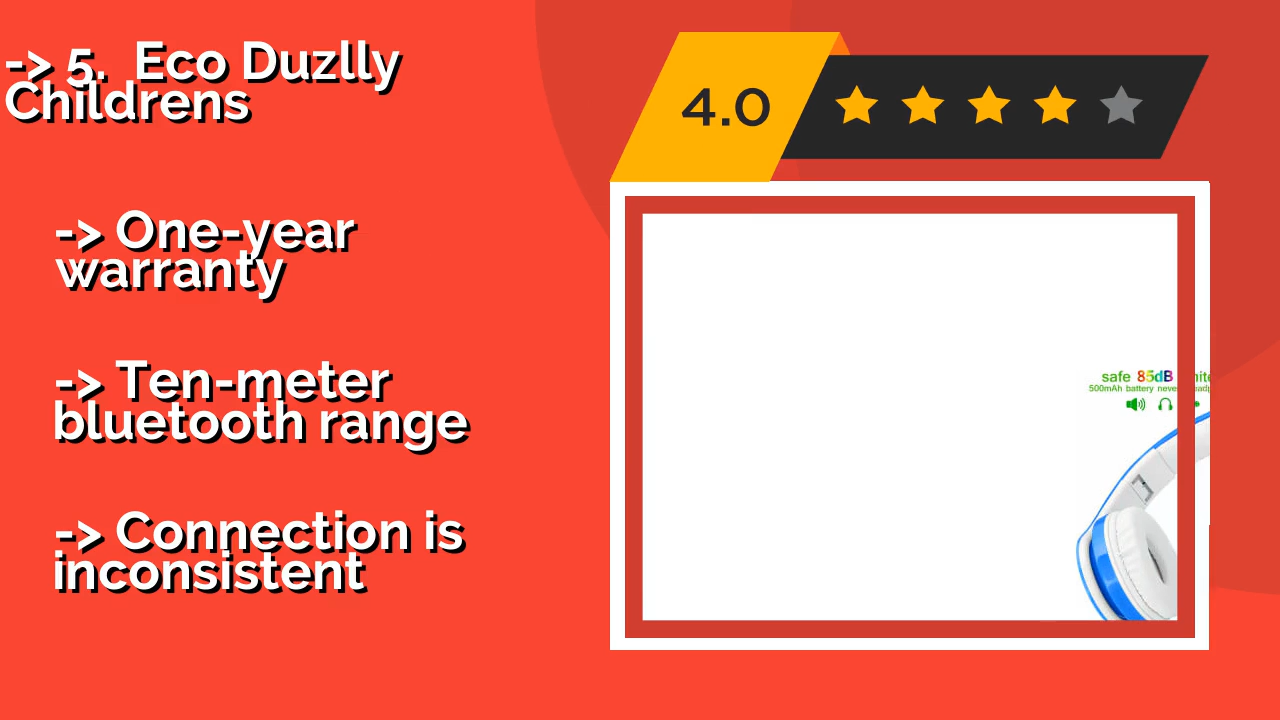 -> 5.  Eco Duzlly
Childrens
4.0
-> One-year
warranty
-> Ten-meter
bluetooth range
-> Connection is
inconsistent
safe 85dB
500mAh battery